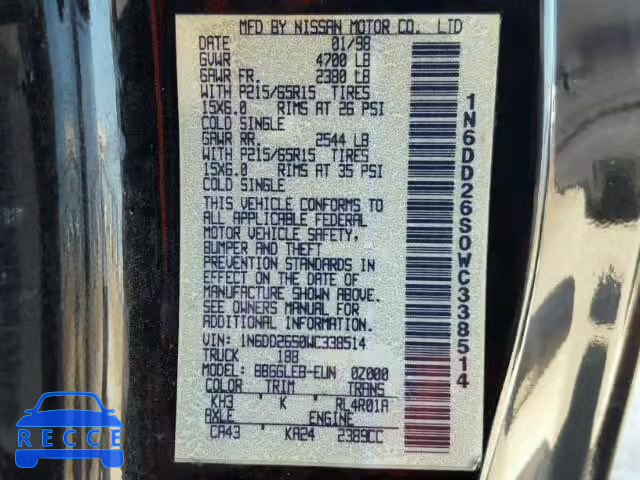 MFD BY NISSAN MOTOR CO. LTD
DATE 01/98
GVWR 4700 LB
GAWR FR. 2380 LB
WITH P215/65R15 TIRES
15X6.0 RIMS AT 26 PSI
COLD SINGLE
GAWR RR. 2544 LB
WITH P215/65R15 TIRES
15X6.0 RIMS AT 35 PSI
COLD SINGLE
THIS VEHICLE CONFORMS TO
ALL APPLICABLE FEDERAL
MOTOR VEHICLE SAFETY,
BUMPER AND THEFT
PREVENTION STANDARDS IN
EFFECT ON THE DATE OF
MANUFACTURE SHOWN ABOVE.
SEE OWNERS MANUAL FOR
ADDITIONAL INFORMATION
VIN: 1N6DD26S0WC338514
TRUCK 188
MODEL: BBGGLEB-EUN 0Z000
COLOR TRIM TRANS
KH3 K RL4R01A
AXLE ENGINE
CA43 KA24 2389CC
1N6DD26S0WC338514
RECCE